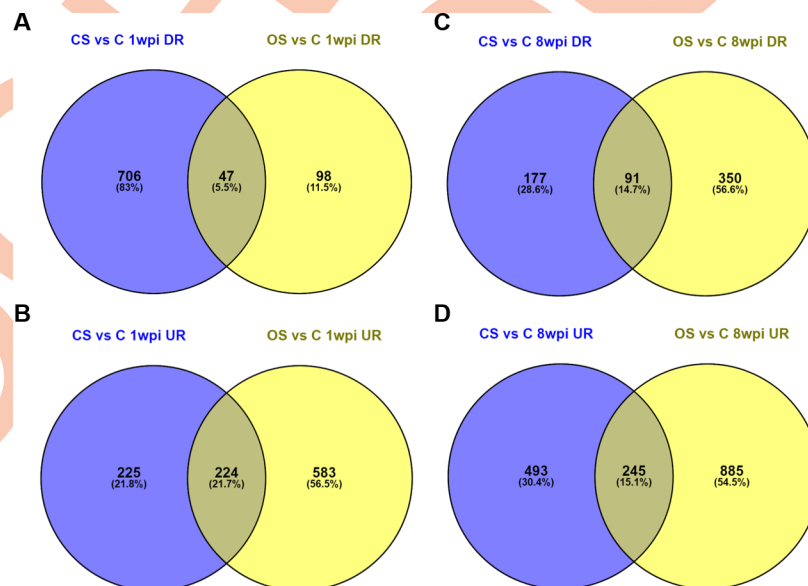 A
CS vs C 1wpi DR
OS vs C 1wpi DR
706
(83%)
47
(5.5%)
98
(11.5%)
B
CS vs C 1wpi UR
OS vs C 1wpi UR
225
(21.8%)
224
(21.7%)
583
(56.5%)
C
CS vs C 8wpi DR
OS vs C 8wpi DR
177
(28.6%)
91
(14.7%)
350
(56.6%)
D
CS vs C 8wpi UR
OS vs C 8wpi UR
493
(30.4%)
245
(15.1%)
885
(54.5%)